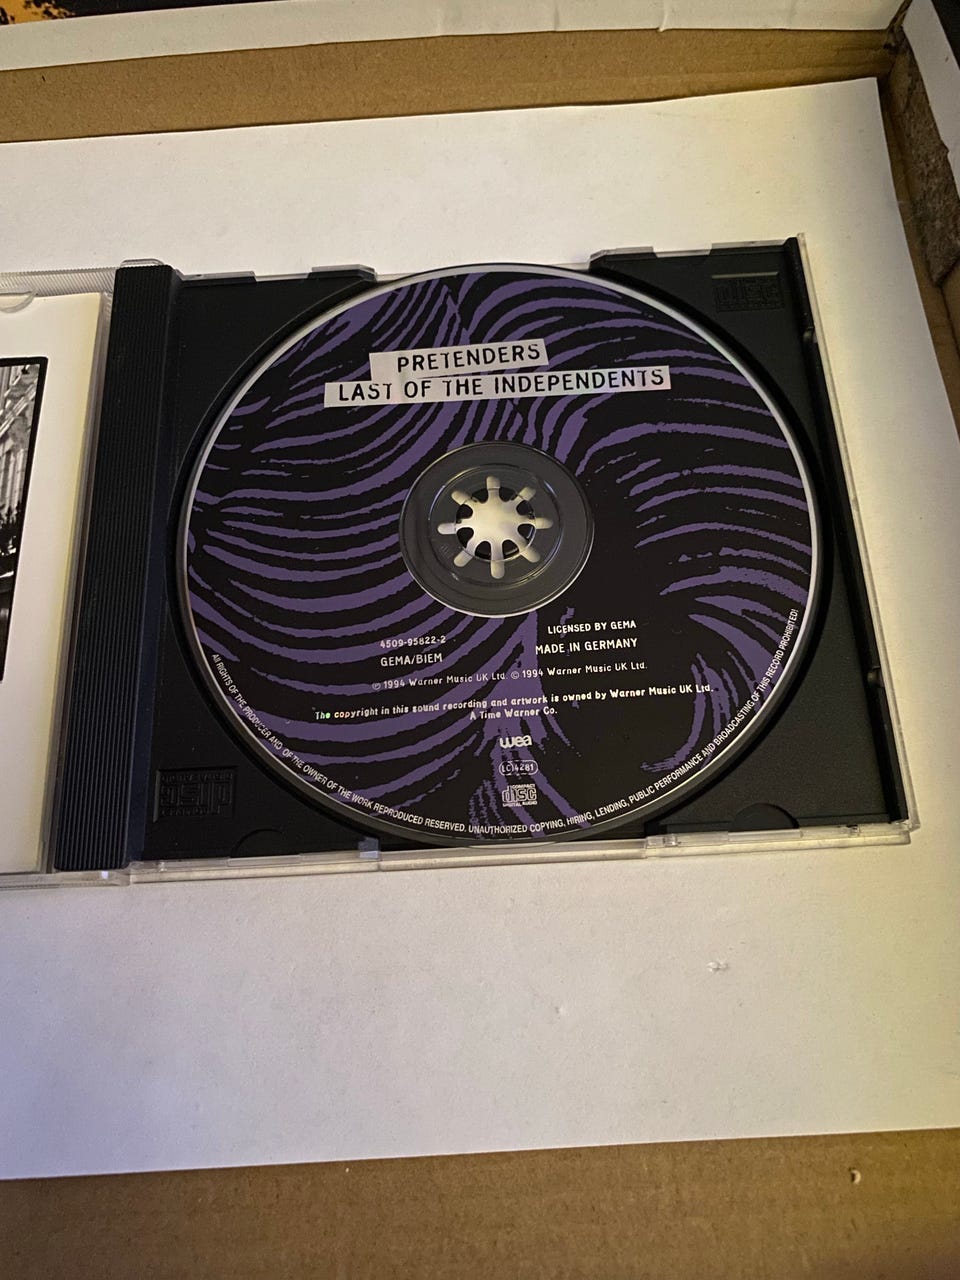 PRETENDERS
LAST OF THE INDEPENDENTS
4509-95822-2
GEMA/BIEM
LICENSED BY GEMA
MADE IN GERMANY
℗ 1994 Warner Music UK Ltd. © 1994 Warner Music UK Ltd.
The copyright in this sound recording and artwork is owned by Warner Music UK Ltd.
A Time Warner Co.
wea
LC 4281
COMPACT
disc
DIGITAL AUDIO
ALL RIGHTS OF THE PRODUCER AND OF THE OWNER OF THE WORK REPRODUCED RESERVED. UNAUTHORIZED COPYING, HIRING, LENDING, PUBLIC PERFORMANCE AND BROADCASTING OF THIS RECORD PROHIBITED!